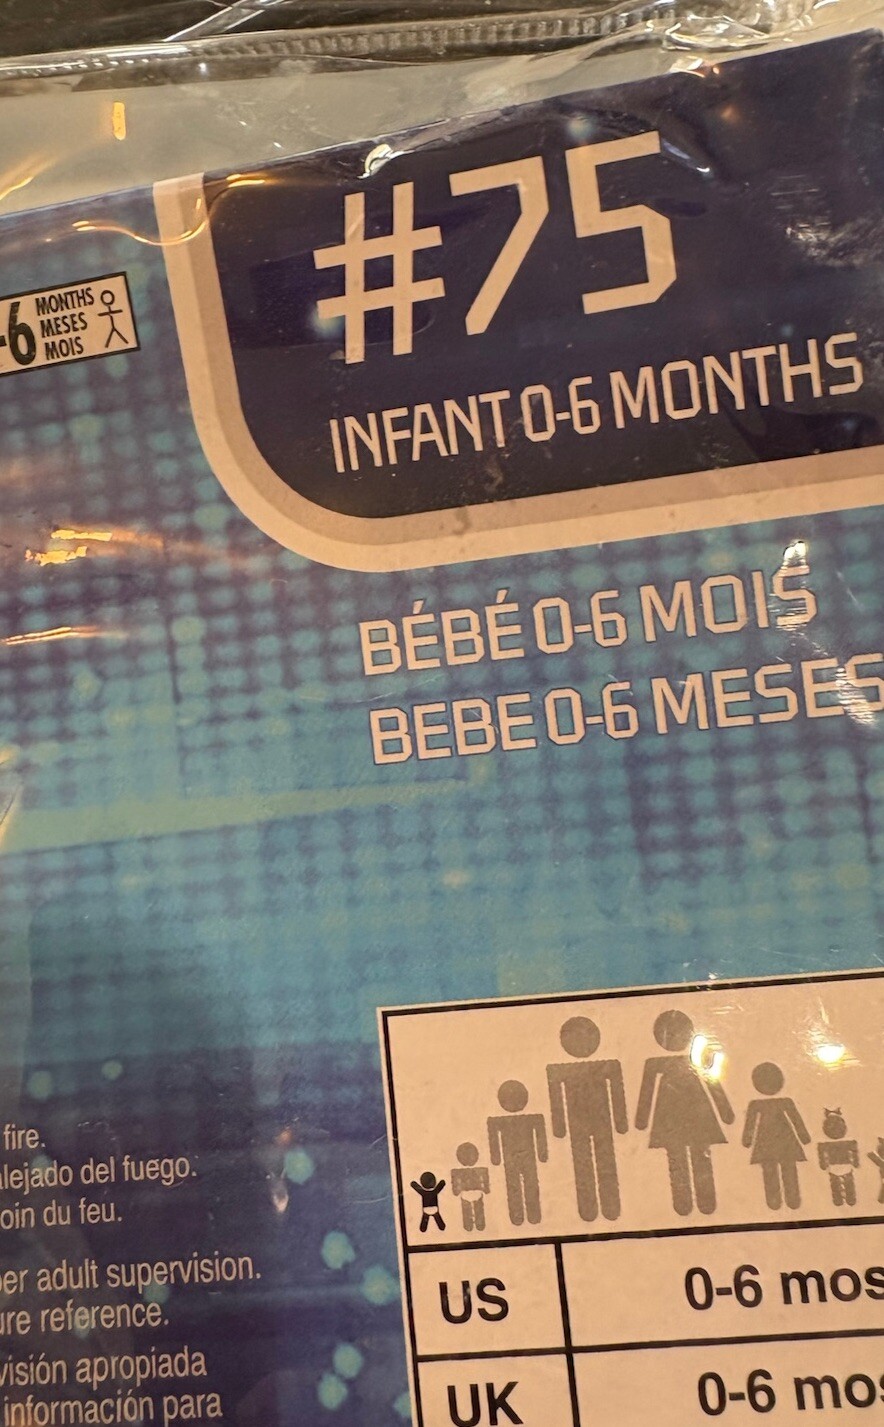 #75
INFANT 0-6 MONTHS
-6 MONTHS
MESES
MOIS
BÉBÉ 0-6 MOIS
BEBE 0-6 MESES
fire.
alejado del fuego.
du feu.
adult supervision.
reference.
apropiada
información para
US 0-6 mos
UK 0-6 mos